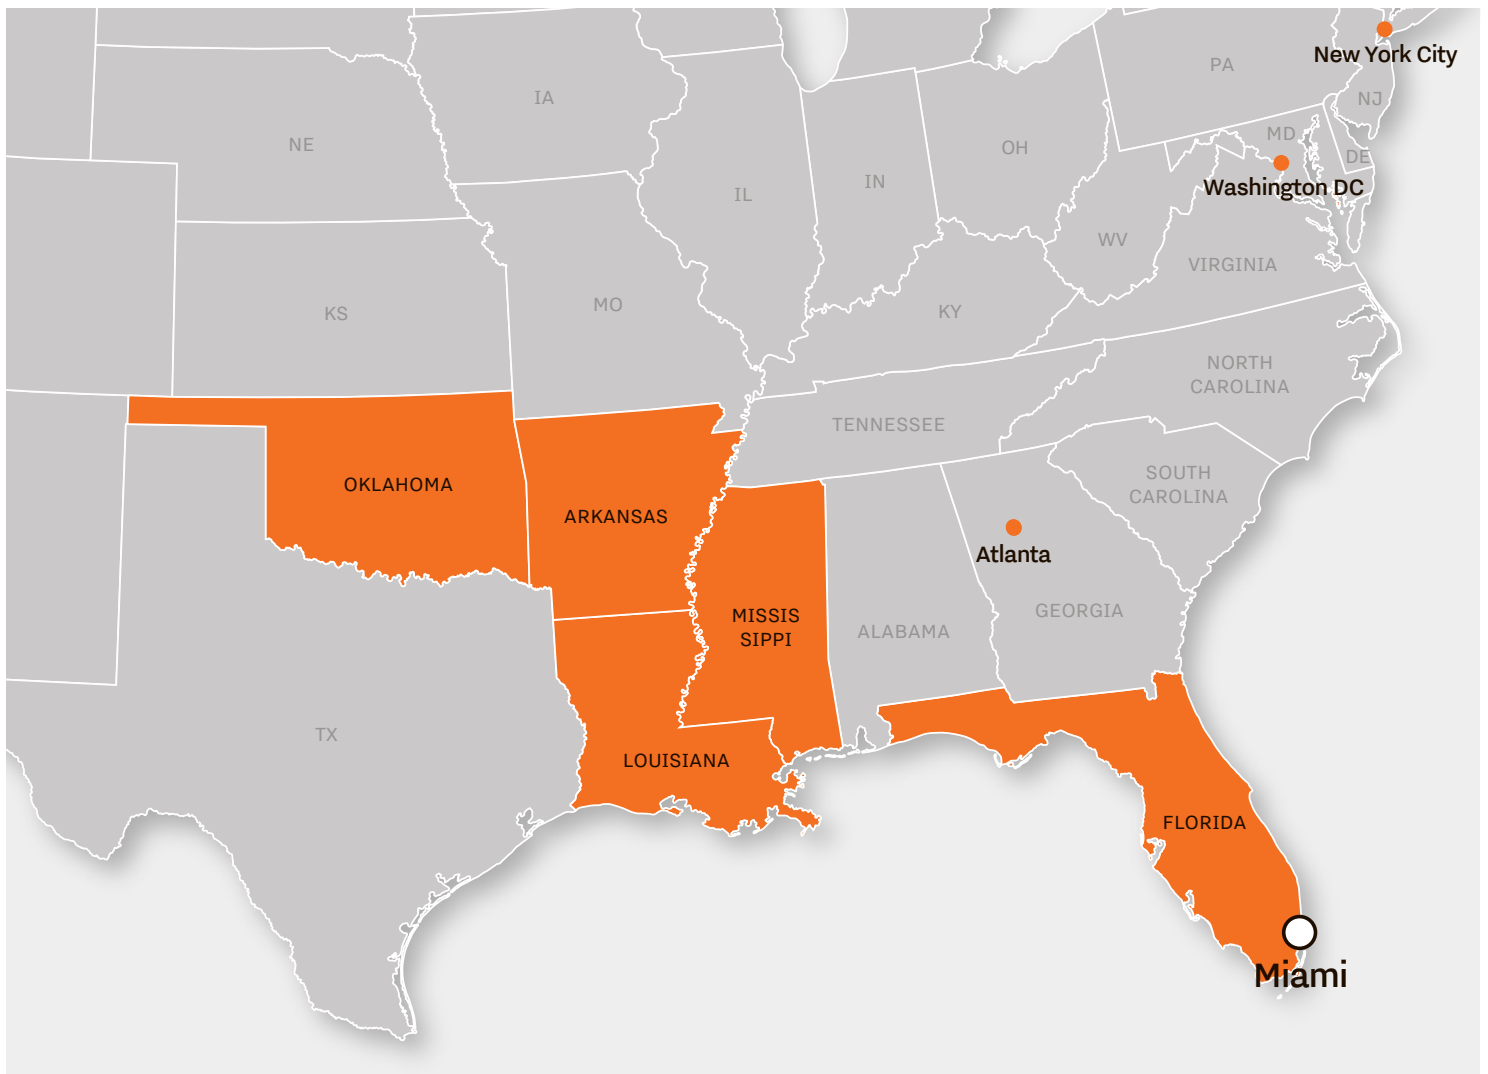 New York City
PA
IA
NJ
MD
NE
OH
DE
IN
Washington DC
IL
WV
VIRGINIA
MO
KS
KY
NORTH
CAROLINA
TENNESSEE
SOUTH
CAROLINA
OKLAHOMA
ARKANSAS
Atlanta
GEORGIA
MISSIS
SIPPI
ALABAMA
TX
LOUISIANA
FLORIDA
Miami